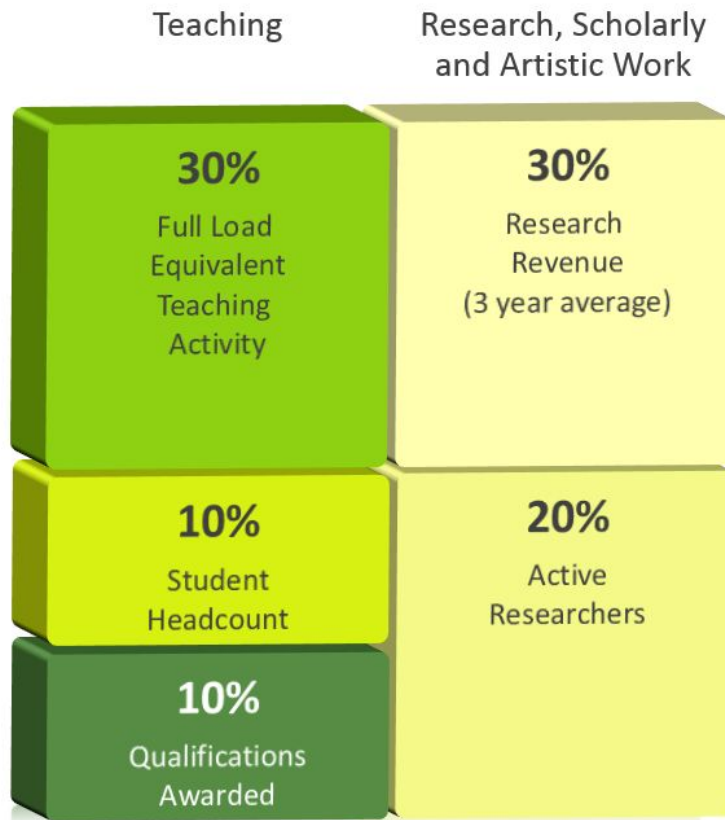 Teaching
30%
Full Load
Equivalent
Teaching
Activity
10%
Student
Headcount
10%
Qualifications
Awarded
Research, Scholarly
and Artistic Work
30%
Research
Revenue
(3 year average)
20%
Active
Researchers